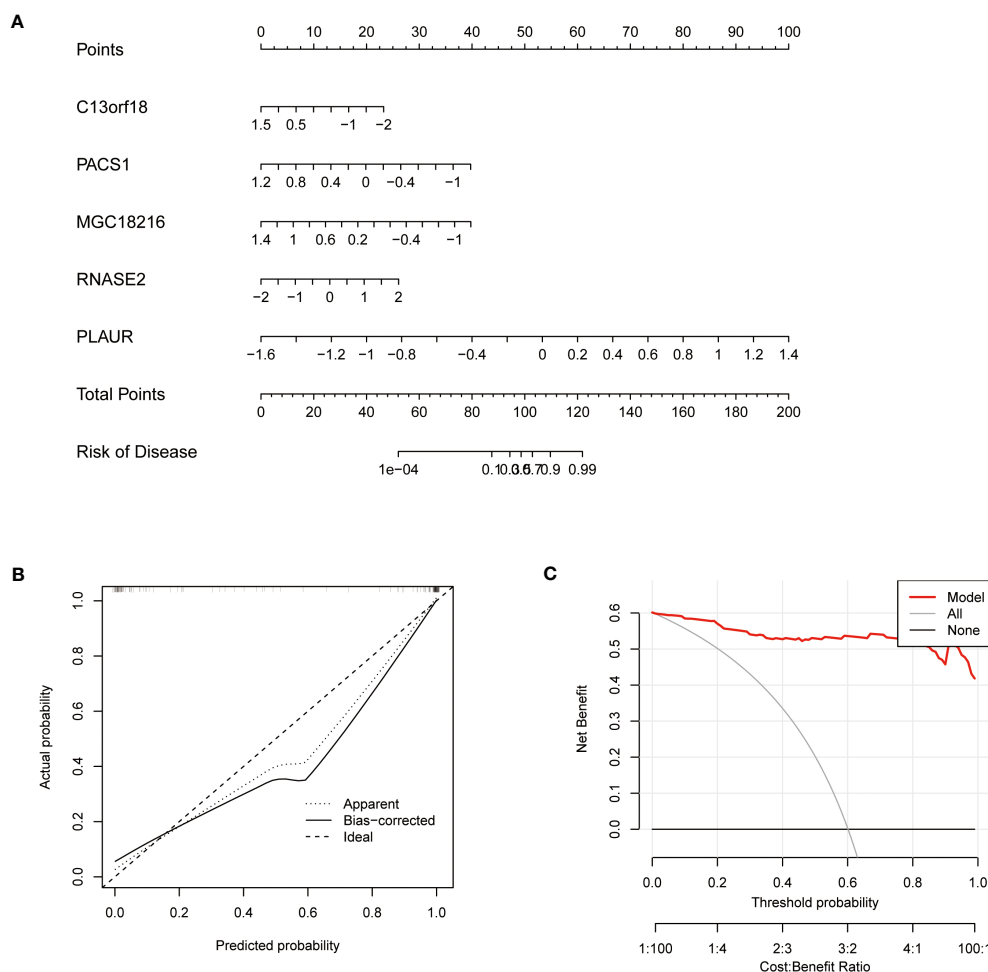 A
Points
0 10 20 30 40 50 60 70 80 90 100
C13orf18
1.5 0.5 −1 −2
PACS1
1.2 0.8 0.4 0 −0.4 −1
MGC18216
1.4 1 0.6 0.2 −0.4 −1
RNASE2
−2 −1 0 1 2
PLAUR
−1.6 −1.2 −1 −0.8 −0.4 0 0.2 0.4 0.6 0.8 1 1.2 1.4
Total Points
0 20 40 60 80 100 120 140 160 180 200
Risk of Disease
1e−04 0.1 0.9 0.99
B
Actual probability
1.0
0.8
0.6
0.4
0.2
0.0
Apparent
Bias−corrected
Ideal
0.0 0.2 0.4 0.6 0.8 1.0
Predicted probability
C
Net Benefit
0.6
0.5
0.4
0.3
0.2
0.1
0.0
Model
All
None
0.0 0.2 0.4 0.6 0.8 1.0
Threshold probability
1:100 1:4 2:3 3:2 4:1 100:1
Cost:Benefit Ratio